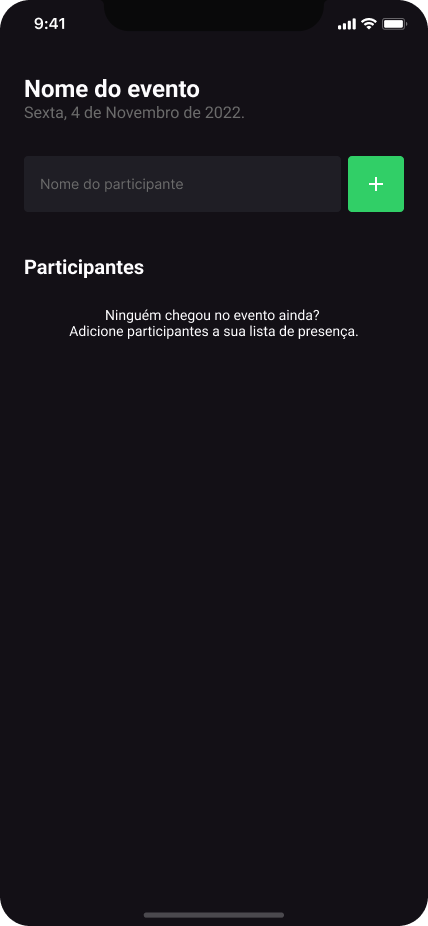 9:41
Nome do evento
Sexta, 4 de Novembro de 2022.
Nome do participante
+
Participantes
Ninguém chegou no evento ainda?
Adicione participantes a sua lista de presença.